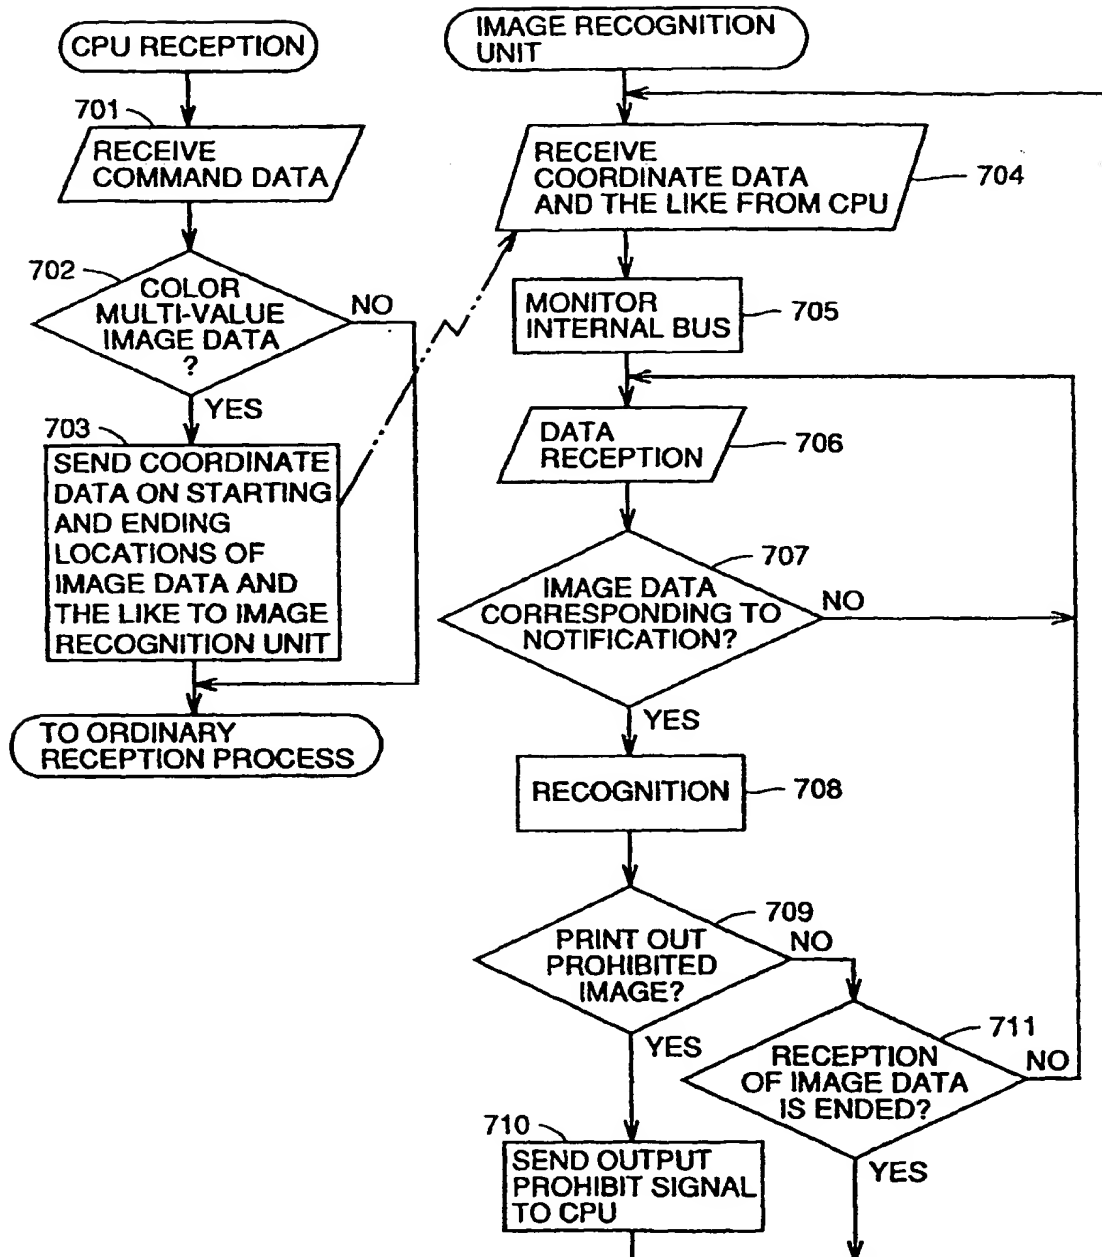 CPU RECEPTION
701
RECEIVE
COMMAND DATA
702
COLOR
MULTI-VALUE
IMAGE DATA
?
NO
YES
703
SEND COORDINATE
DATA ON STARTING
AND ENDING
LOCATIONS OF
IMAGE DATA AND
THE LIKE TO IMAGE
RECOGNITION UNIT
TO ORDINARY
RECEPTION PROCESS
IMAGE RECOGNITION
UNIT
RECEIVE
COORDINATE DATA
AND THE LIKE FROM CPU
704
MONITOR
INTERNAL BUS
705
DATA
RECEPTION
706
707
IMAGE DATA
CORRESPONDING TO
NOTIFICATION?
NO
YES
RECOGNITION
708
709
PRINT OUT
PROHIBITED
IMAGE?
NO
YES
711
RECEPTION
OF IMAGE DATA
IS ENDED?
NO
YES
710
SEND OUTPUT
PROHIBIT SIGNAL
TO CPU